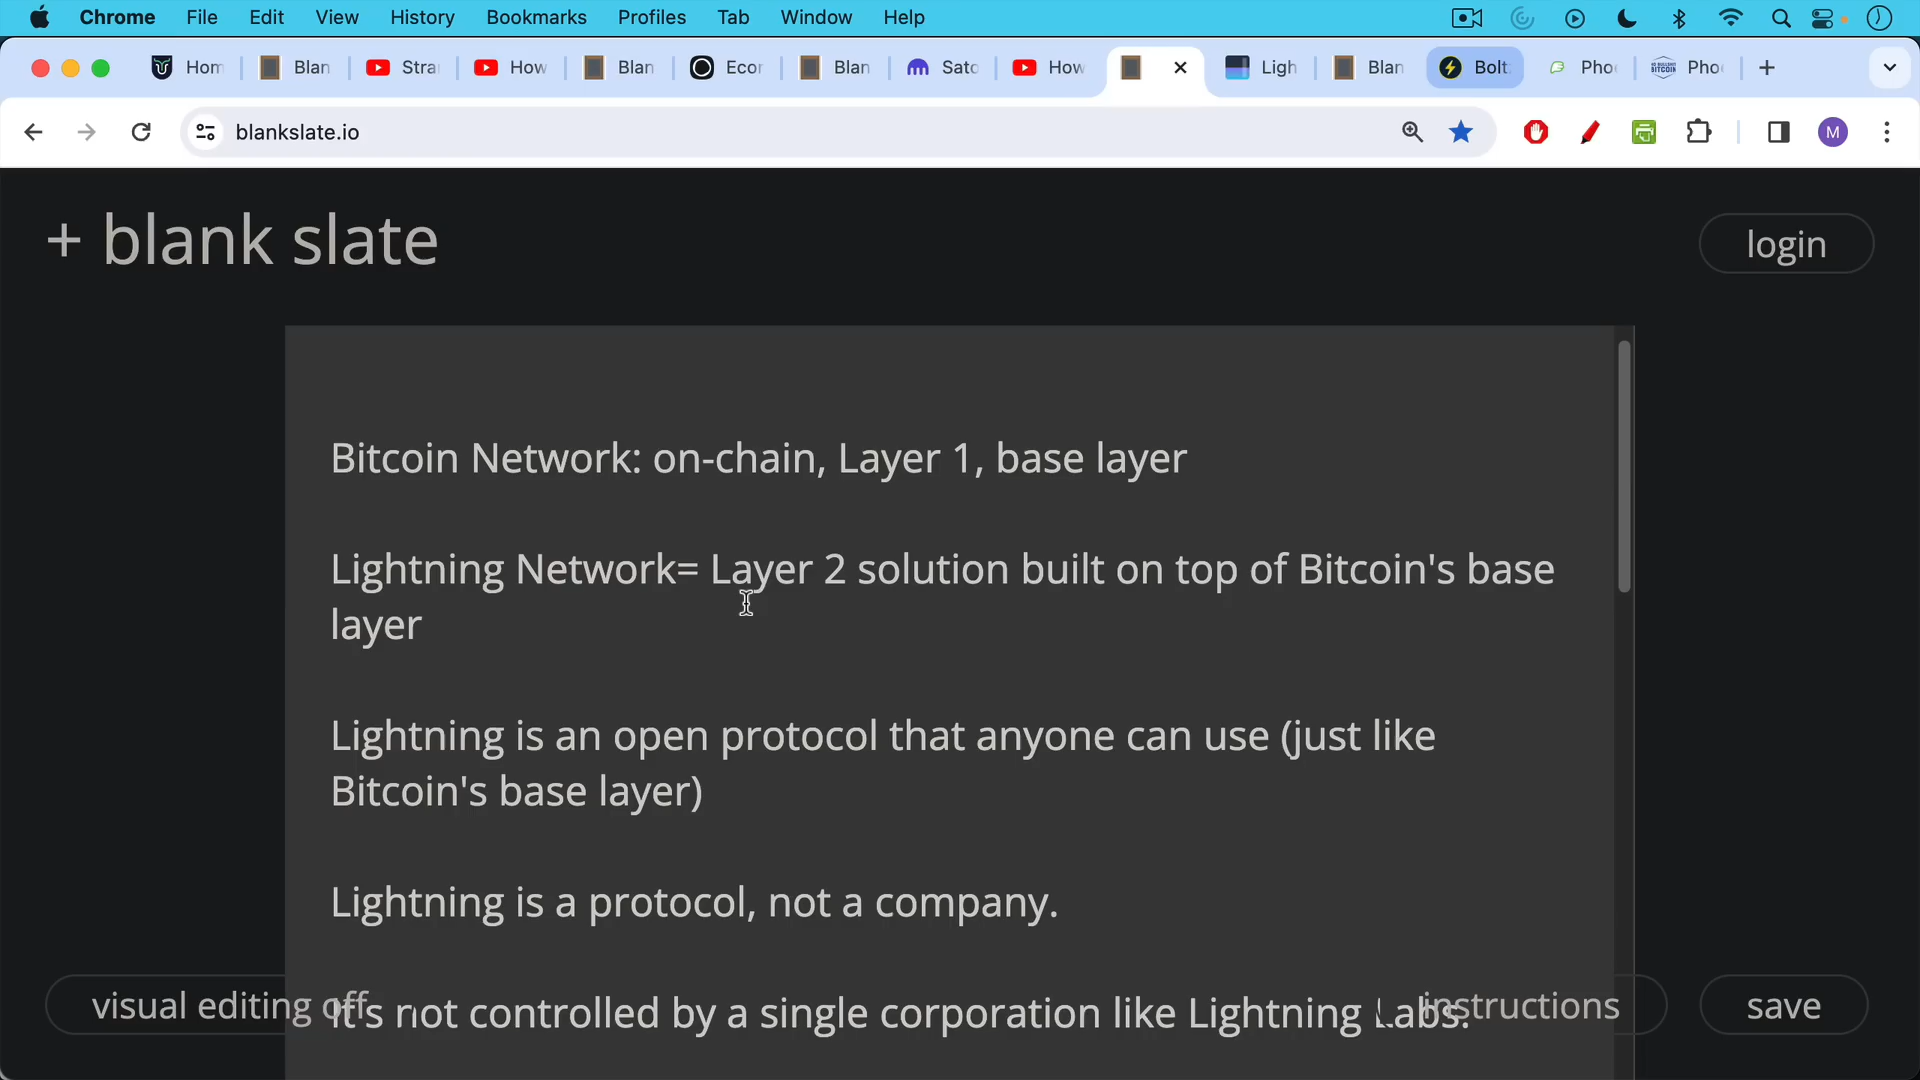 Chrome File Edit View History Bookmarks Profiles Tab Window Help
Hom Blan Stra How Blan Ecor Blan Sato How Ligh Blan Bolt Phoe Phoe
blankslate.io M
+ blank slate login
Bitcoin Network: on-chain, Layer 1, base layer
Lightning Network= Layer 2 solution built on top of Bitcoin's base
layer
Lightning is an open protocol that anyone can use (just like
Bitcoin's base layer)
Lightning is a protocol, not a company.
It's not controlled by a single corporation like Lightning Labs.
visual editing off instructions save